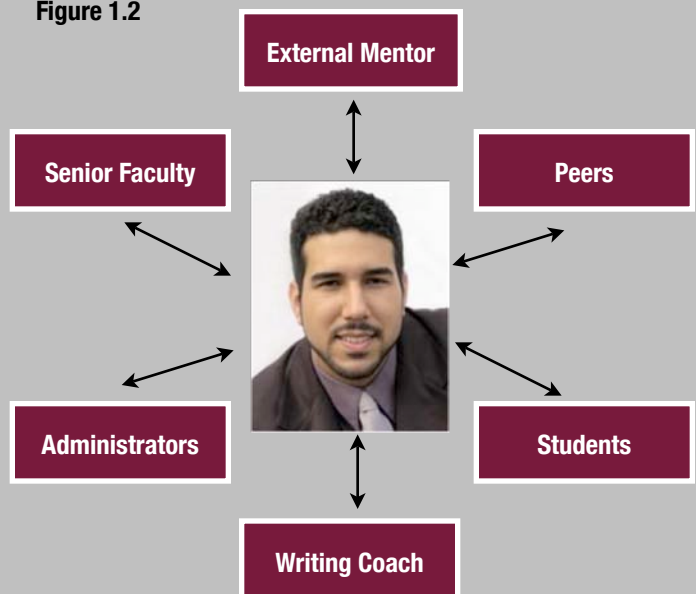 Figure 1.2
External Mentor
Senior Faculty
Peers
Administrators
Students
Writing Coach